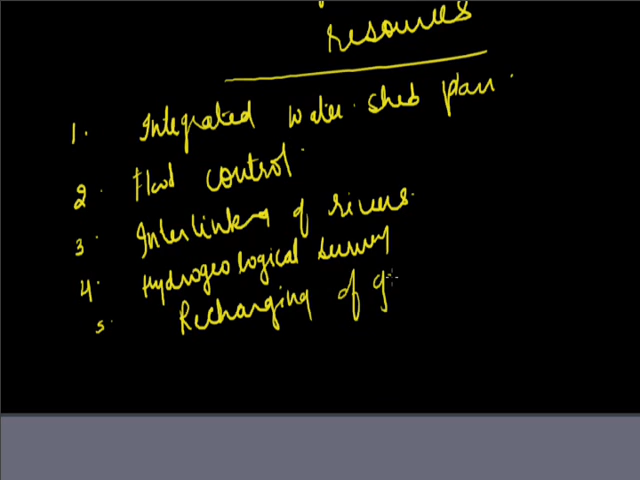 resources
1. Integrated water shed plan.
2. Flood control.
3. Interlinking of rivers.
4. Hydrogeological survey
5. Recharging of g